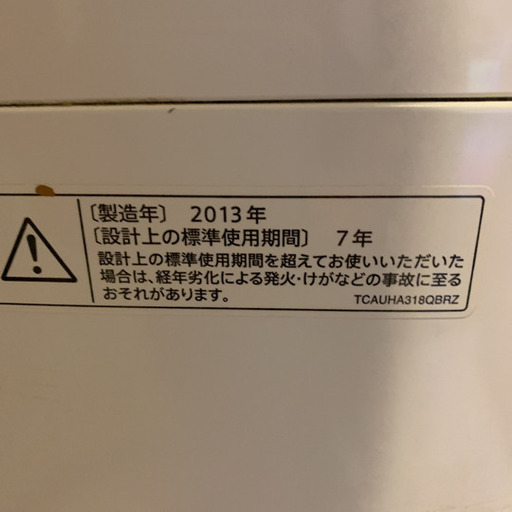 〔製造年〕 2013年
〔設計上の標準使用期間〕 7年
設計上の標準使用期間を超えてお使いいただいた
場合は、経年劣化による発火・けがなどの事故に至る
おそれがあります。 TCAUHA318QBRZ